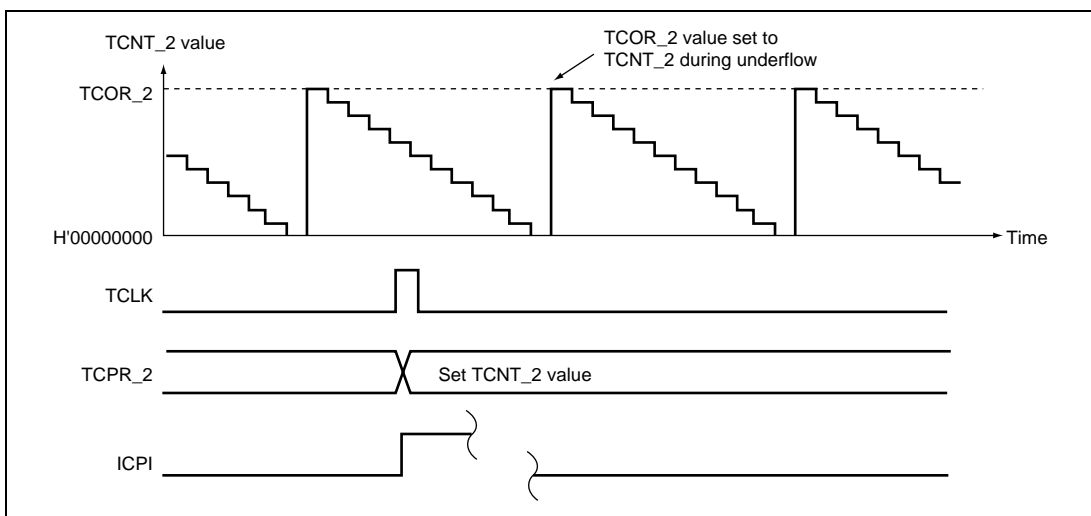 TCNT_2 value
TCOR_2 value set to
TCNT_2 during underflow
TCOR_2
H'00000000
Time
TCLK
TCPR_2
Set TCNT_2 value
ICPI